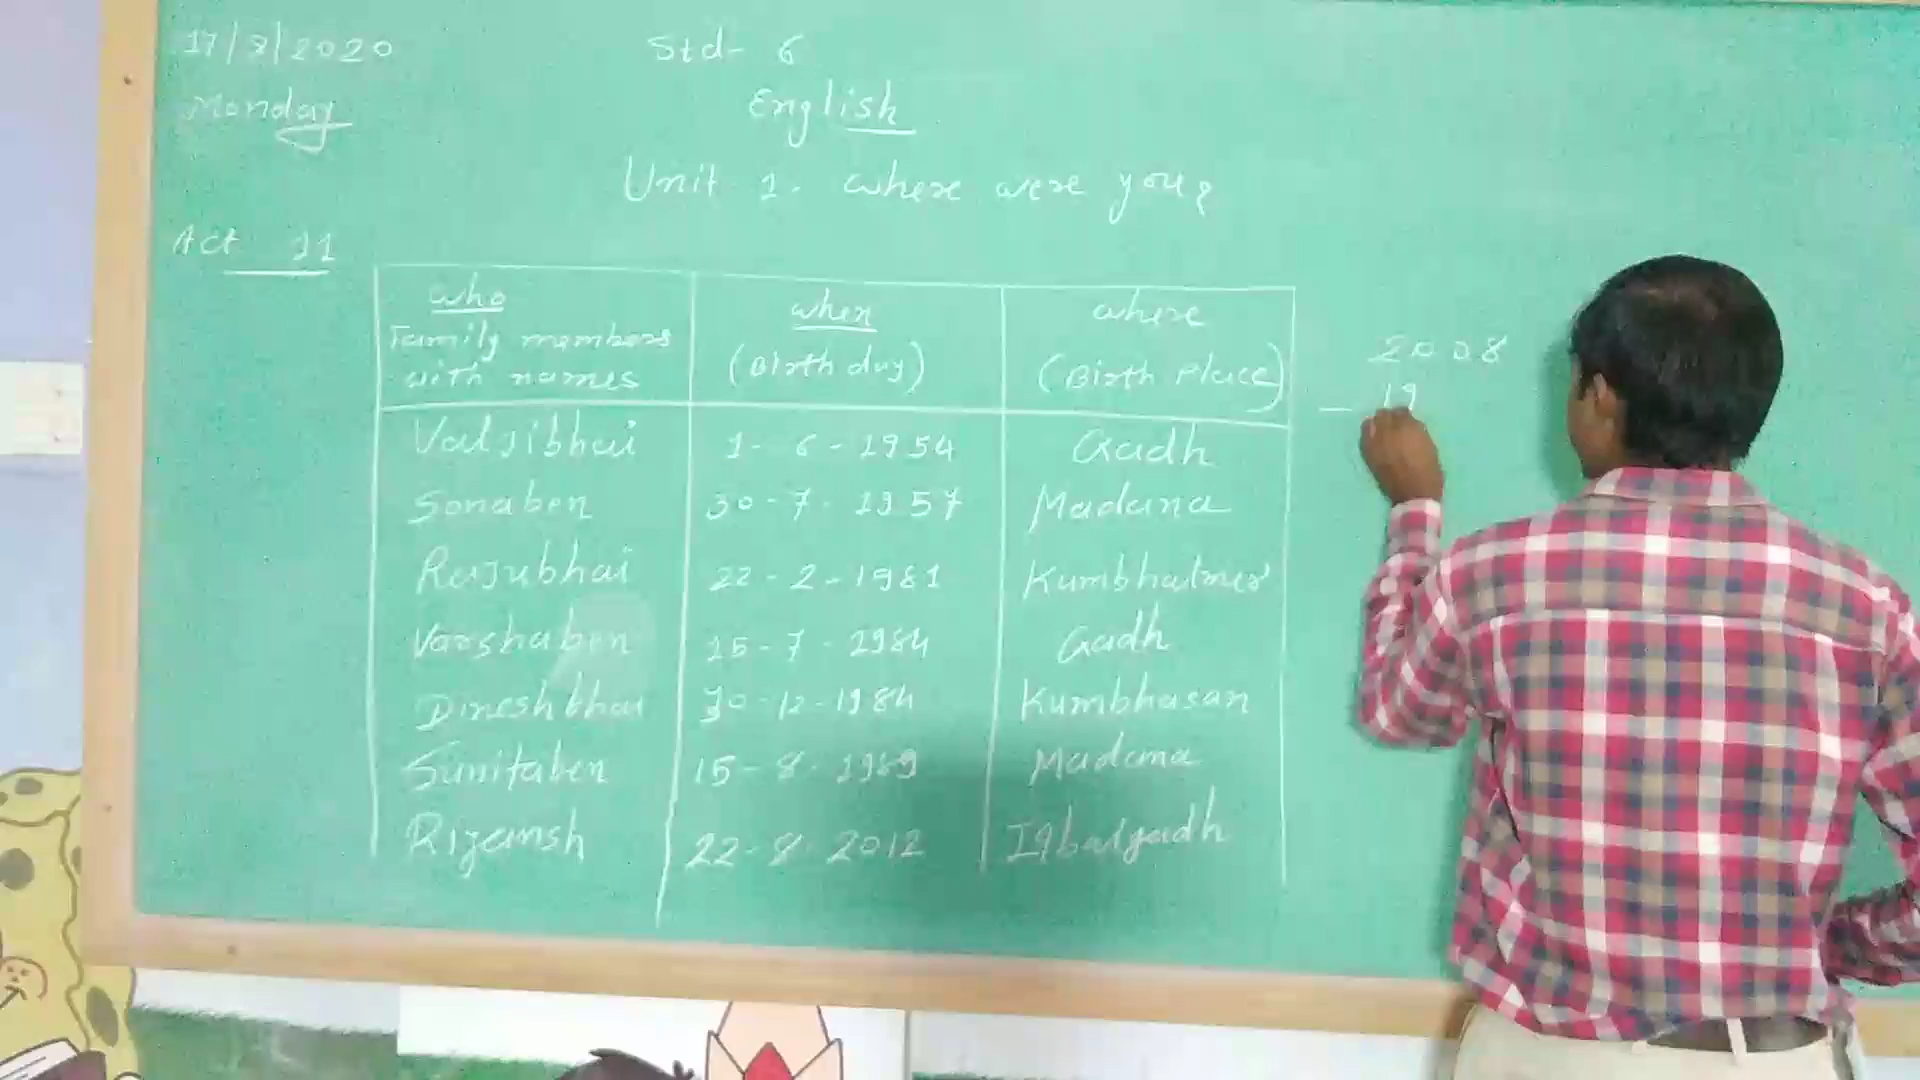 17/8/2020
Monday
Std- 6
English
Unit 1. where were you?
Act 11
who
Family members
with names
when
(Birth day)
where
(Birth Place)
Valjibhai 1-6-1954 Gadh
Sonaben 30-7-1957 Madana
Rajubhai 22-2-1981 Kumbhalmer
Varshaben 15-7-1984 Gadh
Dineshbhai 30-12-1984 Kumbhasan
Sunitaben 15-8-1989 Madana
Riyansh 22-8-2012 Iqbalgadh
2008
- 19